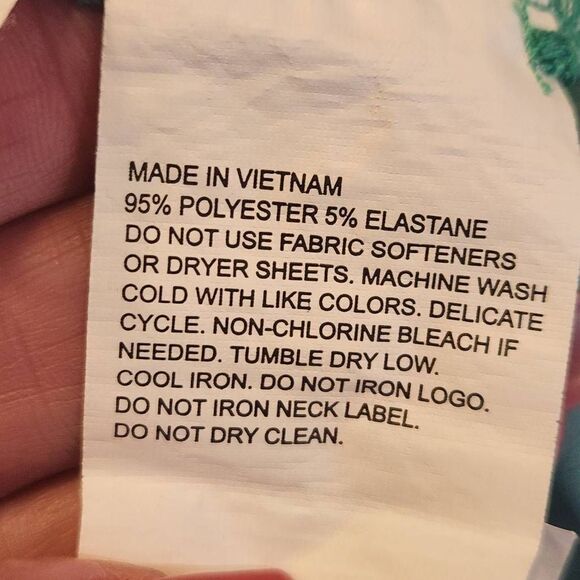 MADE IN VIETNAM
95% POLYESTER 5% ELASTANE
DO NOT USE FABRIC SOFTENERS
OR DRYER SHEETS. MACHINE WASH
COLD WITH LIKE COLORS. DELICATE
CYCLE. NON-CHLORINE BLEACH IF
NEEDED. TUMBLE DRY LOW.
COOL IRON. DO NOT IRON LOGO.
DO NOT IRON NECK LABEL.
DO NOT DRY CLEAN.